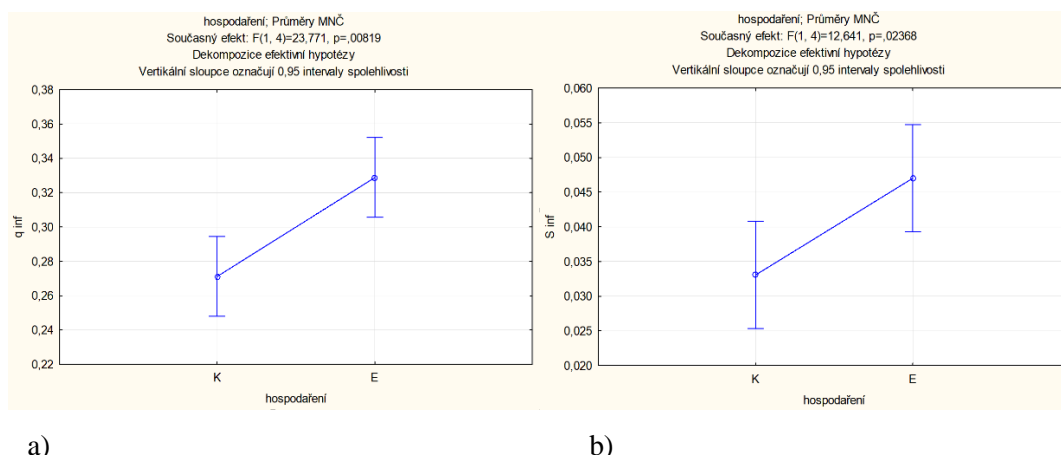 hospodaření; Průměry MNČ
Současný efekt: F(1, 4)=23,771, p=,00819
Dekompozice efektivní hypotézy
Vertikální sloupce označují 0,95 intervaly spolehlivosti
0,38
0,36
0,34
0,32
0,30
0,28
0,26
0,24
0,22
q inf
K
E
hospodaření
a)
hospodaření; Průměry MNČ
Současný efekt: F(1, 4)=12,641, p=,02368
Dekompozice efektivní hypotézy
Vertikální sloupce označují 0,95 intervaly spolehlivosti
0,060
0,055
0,050
0,045
0,040
0,035
0,030
0,025
0,020
S inf
K
E
hospodaření
b)